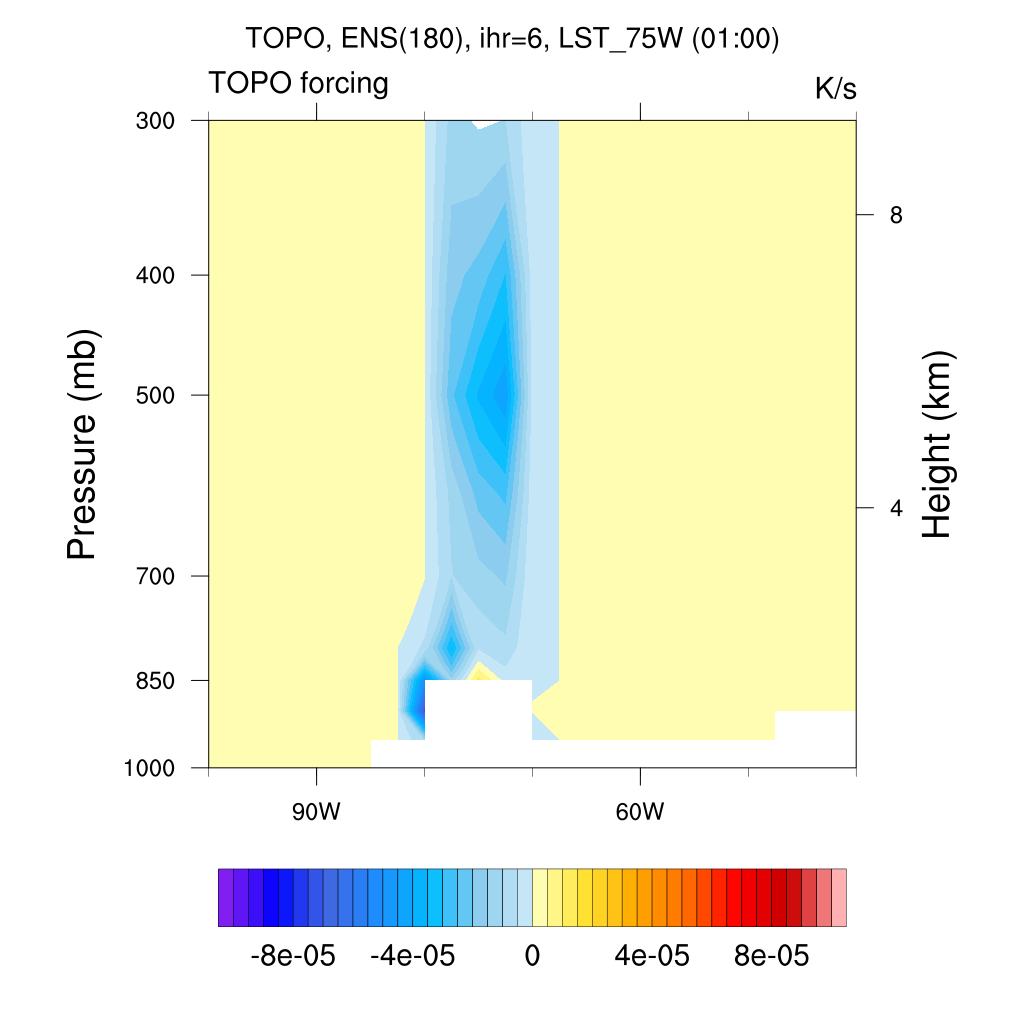 TOPO, ENS(180), ihr=6, LST_75W (01:00)
TOPO forcing
K/s
300
400
500
700
850
1000
Pressure (mb)
8
4
Height (km)
90W
60W
-8e-05
-4e-05
0
4e-05
8e-05